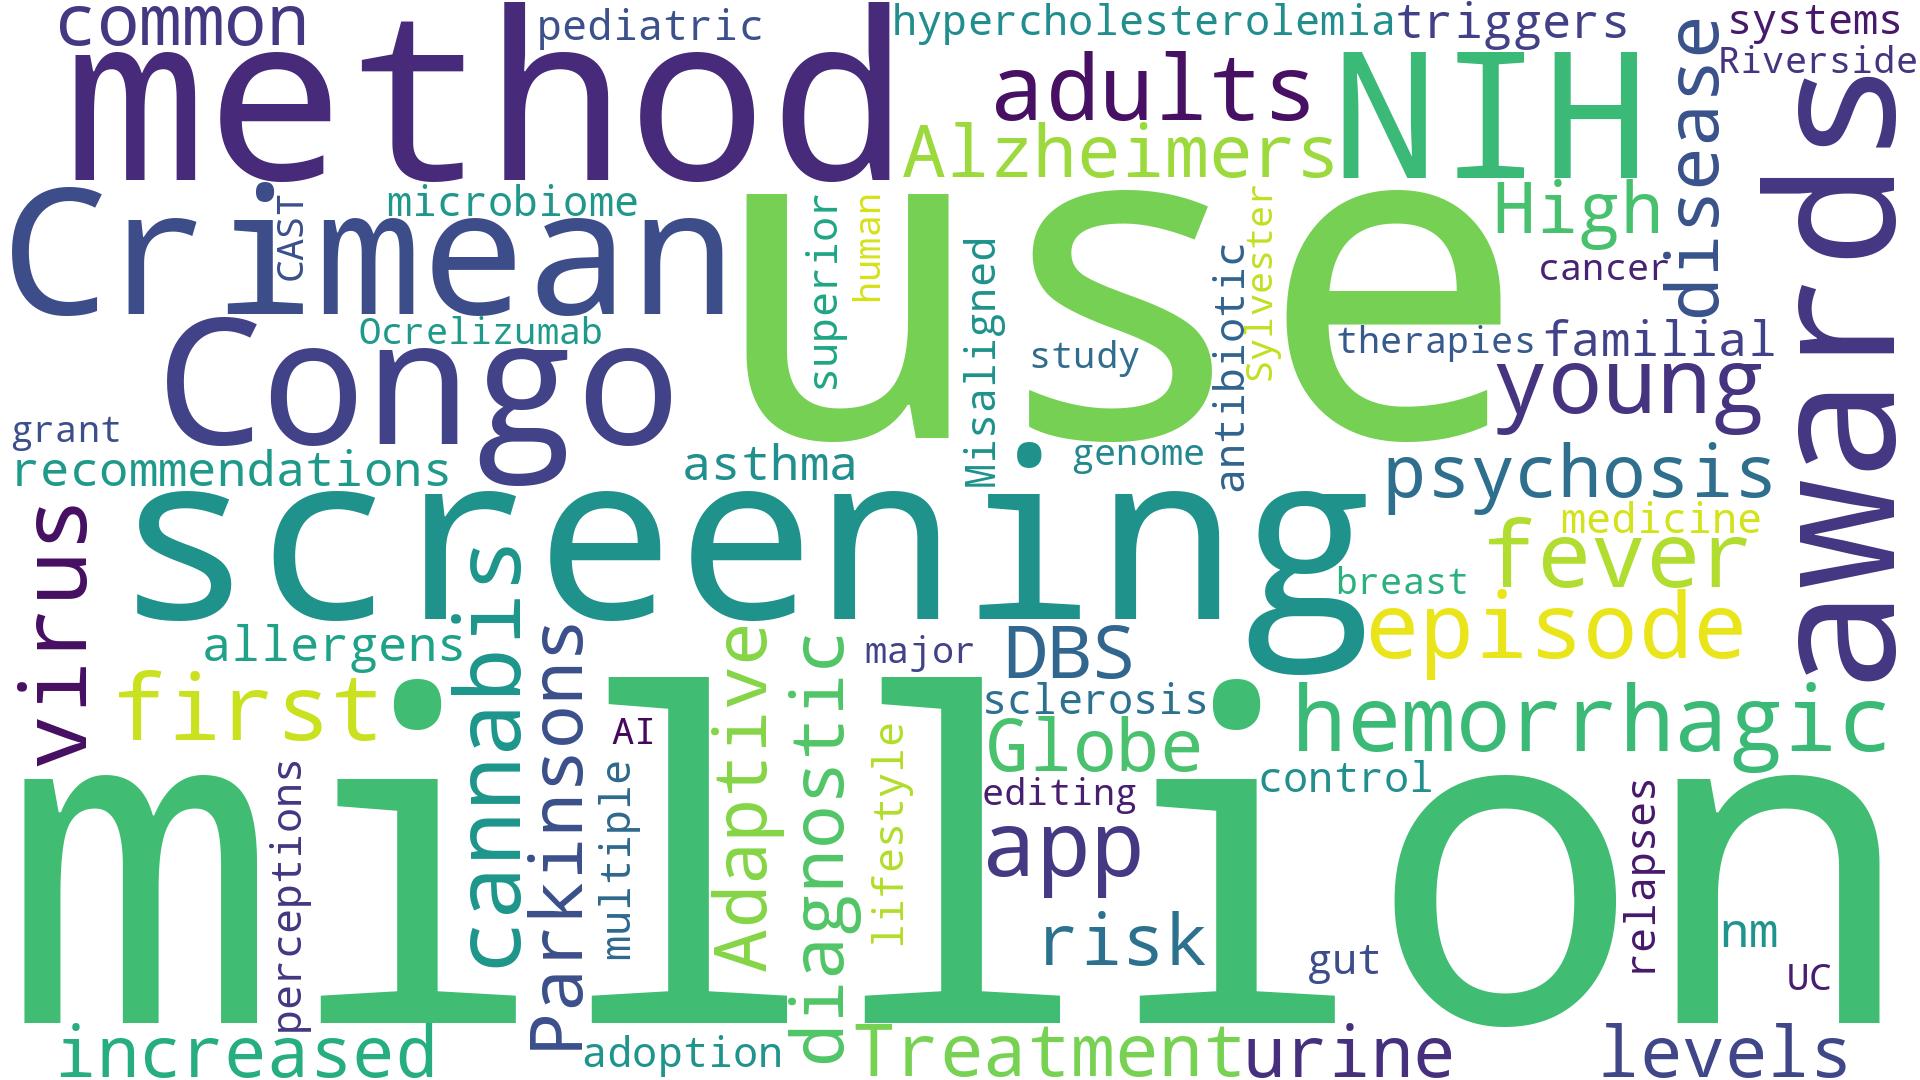 common
pediatric
hypercholesterolemia
triggers
systems
Riverside
method
adults
NIH
disease
awards
Alzheimers
High
Crimean
CAST
microbiome
use
superior
human
Misaligned
antibiotic
Sylvester
cancer
Ocrelizumab
study
therapies
familial
Congo
young
grant
recommendations
asthma
genome
psychosis
screening
medicine
fever
virus
cannabis
breast
episode
allergens
Parkinsons
Adaptive
diagnostic
major
DBS
first
sclerosis
hemorrhagic
AI
Globe
million
perceptions
multiple
lifestyle
editing
control
relapses
app
risk
gut
nm
UC
increased
adoption
Treatment
urine
levels